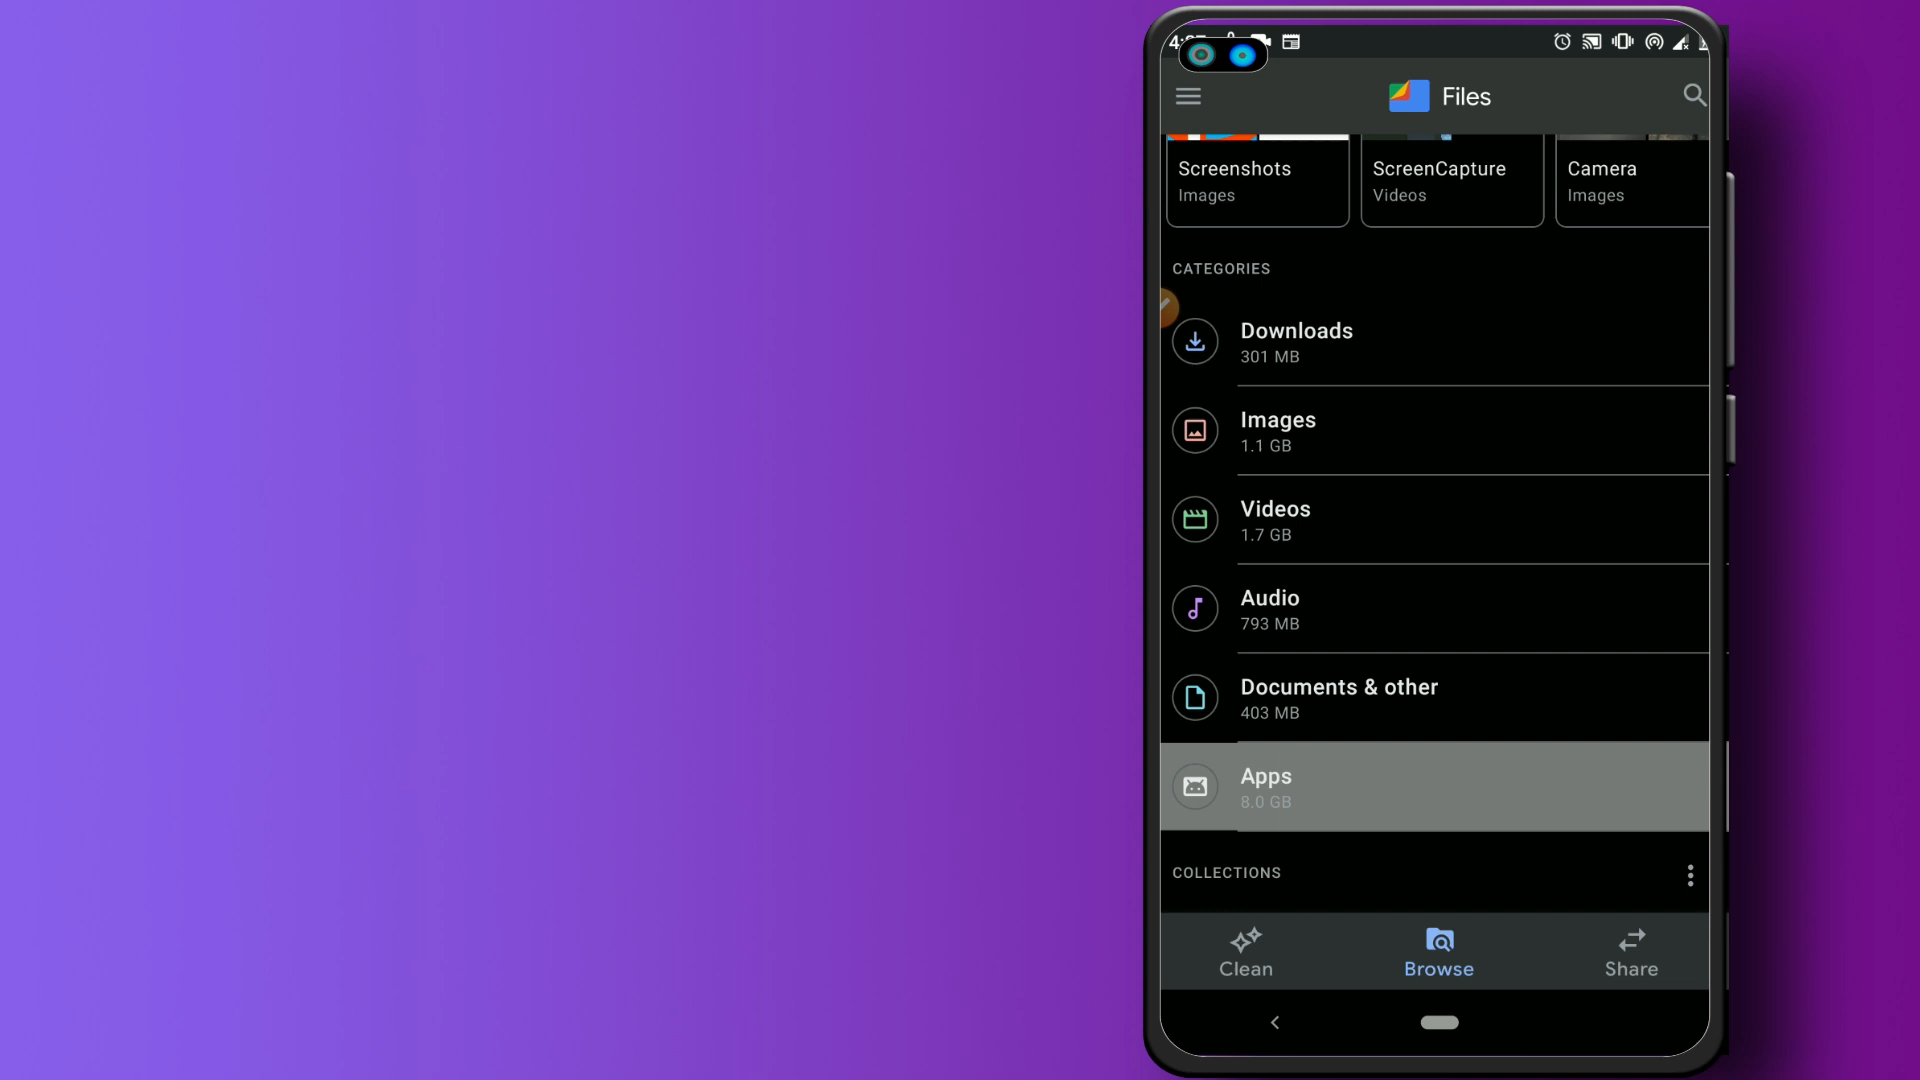 Files
Screenshots
Images
ScreenCapture
Videos
Camera
Images
CATEGORIES
Downloads
301 MB
Images
1.1 GB
Videos
1.7 GB
Audio
793 MB
Documents & other
403 MB
Apps
8.0 GB
COLLECTIONS
Clean
Browse
Share